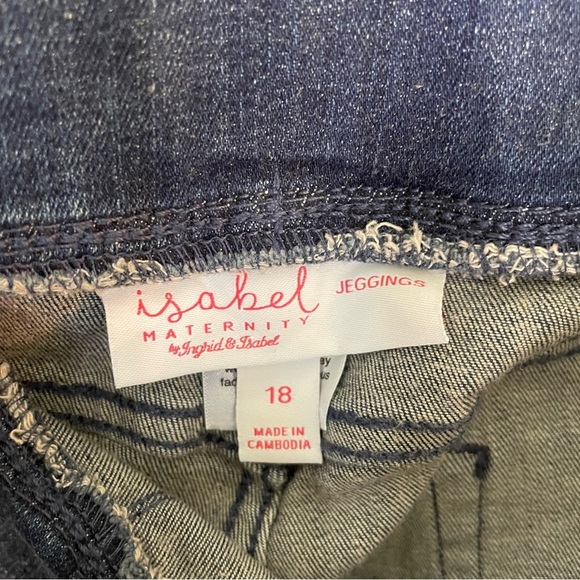 isabel
JEGGINGS
MATERNITY
by Ingrid & Isabel
18
MADE IN
CAMBODIA